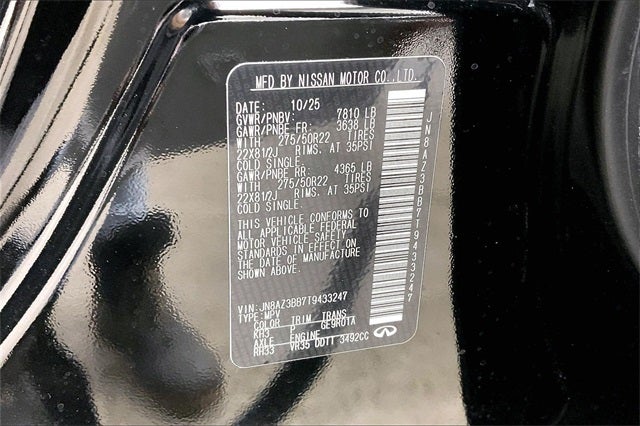 MFD BY NISSAN MOTOR CO.,LTD.
DATE: 10/25
GVWR/PNBV: 7810 LB
GAWR/PNBE FR: 3638 LB
WITH 275/50R22 TIRES
22X81/2J RIMS, AT 35PSI
COLD SINGLE.
GAWR/PNBE RR: 4365 LB
WITH 275/50R22 TIRES
22X81/2J RIMS, AT 35PSI
COLD SINGLE.
THIS VEHICLE CONFORMS TO
ALL APPLICABLE FEDERAL
MOTOR VEHICLE SAFETY
STANDARDS IN EFFECT ON
THE DATE OF MANUFACTURE
SHOWN ABOVE.
VIN: JN8AZ3BB7T9433247
TYPE: MPV
COLOR TRIM TRANS
KH3 P GE9R01A
AXLE ENGINE
RH33 VR35 DDTT 3492CC
JN8AZ3BB7T9433247